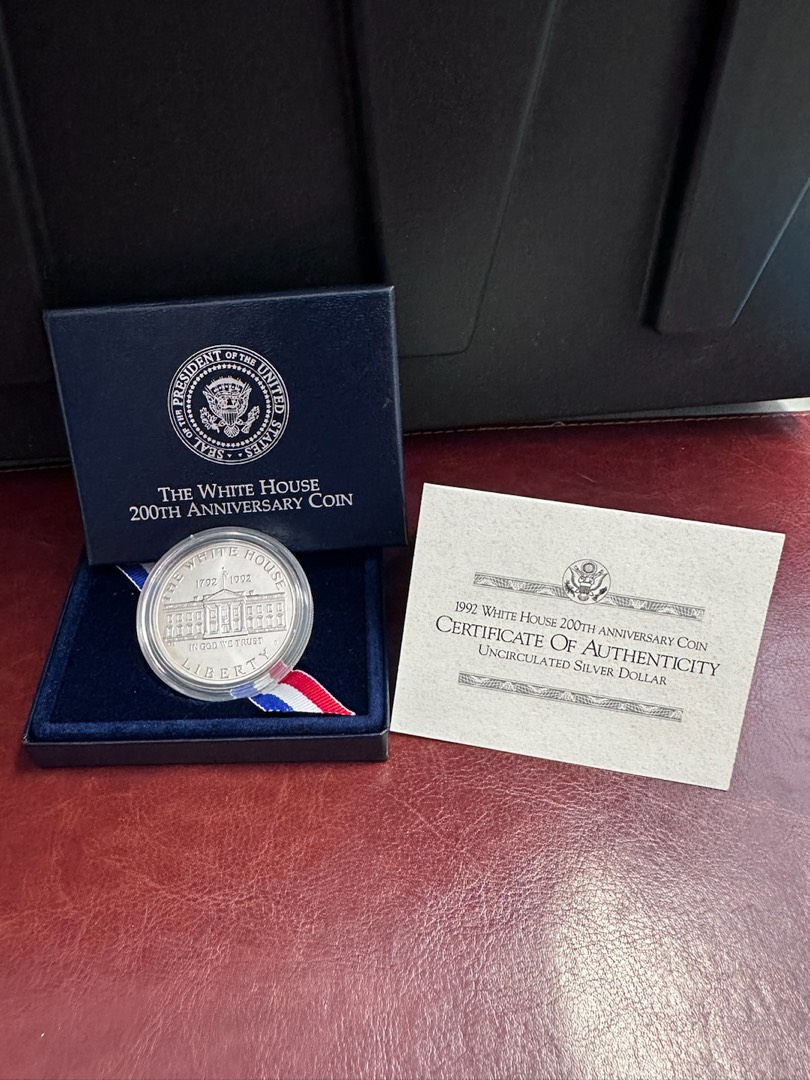 SEAL OF THE PRESIDENT OF THE UNITED STATES
THE WHITE HOUSE
200TH ANNIVERSARY COIN
THE WHITE HOUSE
1792 1992
IN GOD WE TRUST
LIBERTY
1992 WHITE HOUSE 200TH ANNIVERSARY COIN
CERTIFICATE OF AUTHENTICITY
UNCIRCULATED SILVER DOLLAR